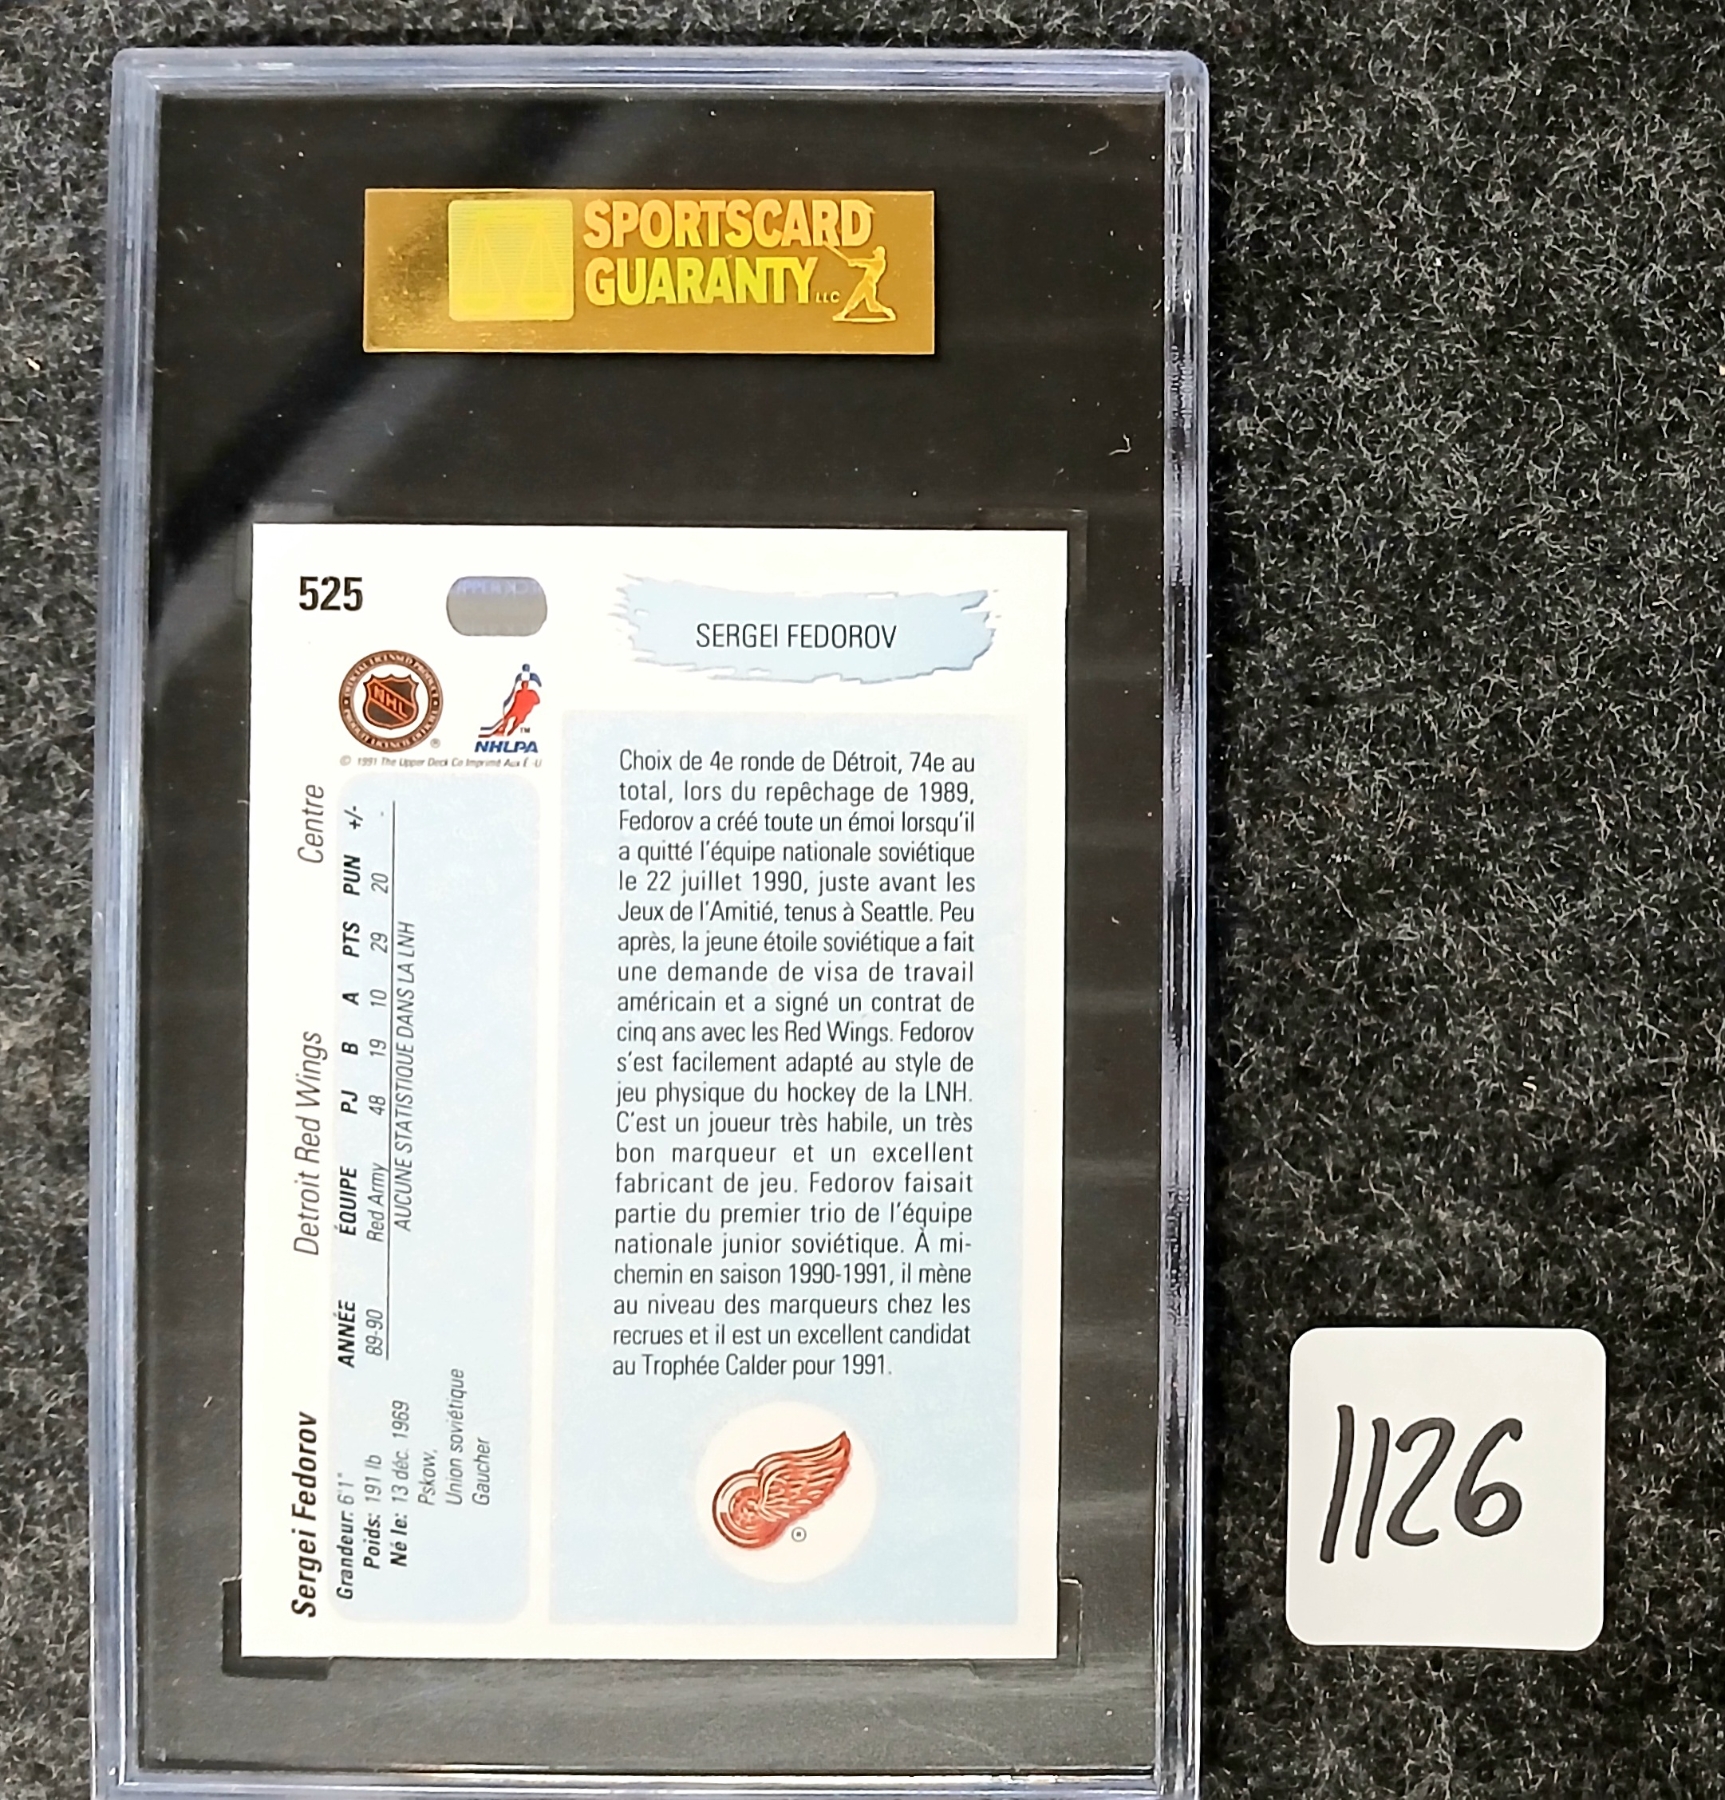 SPORTSCARD
GUARANTY LLC
525
SERGEI FEDOROV
NHL
NHLPA
TM
© 1991 The Upper Deck Co Imprimé Aux É-U
Choix de 4e ronde de Détroit, 74e au
total, lors du repêchage de 1989,
Fedorov a créé toute un émoi lorsqu'il
a quitté l'équipe nationale soviétique
le 22 juillet 1990, juste avant les
Jeux de l'Amitié, tenus à Seattle. Peu
après, la jeune étoile soviétique a fait
une demande de visa de travail
américain et a signé un contrat de
cinq ans avec les Red Wings. Fedorov
s'est facilement adapté au style de
jeu physique du hockey de la LNH.
C'est un joueur très habile, un très
bon marqueur et un excellent
fabricant de jeu. Fedorov faisait
partie du premier trio de l'équipe
nationale junior soviétique. À mi-
chemin en saison 1990-1991, il mène
au niveau des marqueurs chez les
recrues et il est un excellent candidat
au Trophée Calder pour 1991.
®
Sergei Fedorov Detroit Red Wings Centre
Grandeur: 6'1"
Poids: 191 lb
Né le: 13 déc. 1969
Pskow,
Union soviétique
Gaucher
ANNÉE ÉQUIPE PJ B A PTS PUN +/-
89-90 Red Army 48 19 10 29 20 -
AUCUNE STATISTIQUE DANS LA LNH
1126